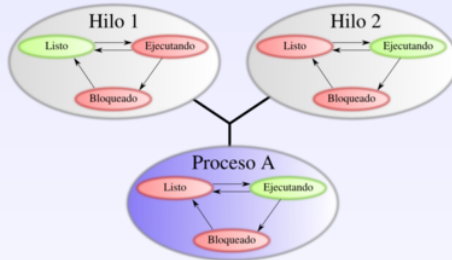 Hilo 1
Listo
Ejecutando
Bloqueado
Hilo 2
Listo
Ejecutando
Bloqueado
Proceso A
Listo
Ejecutando
Bloqueado